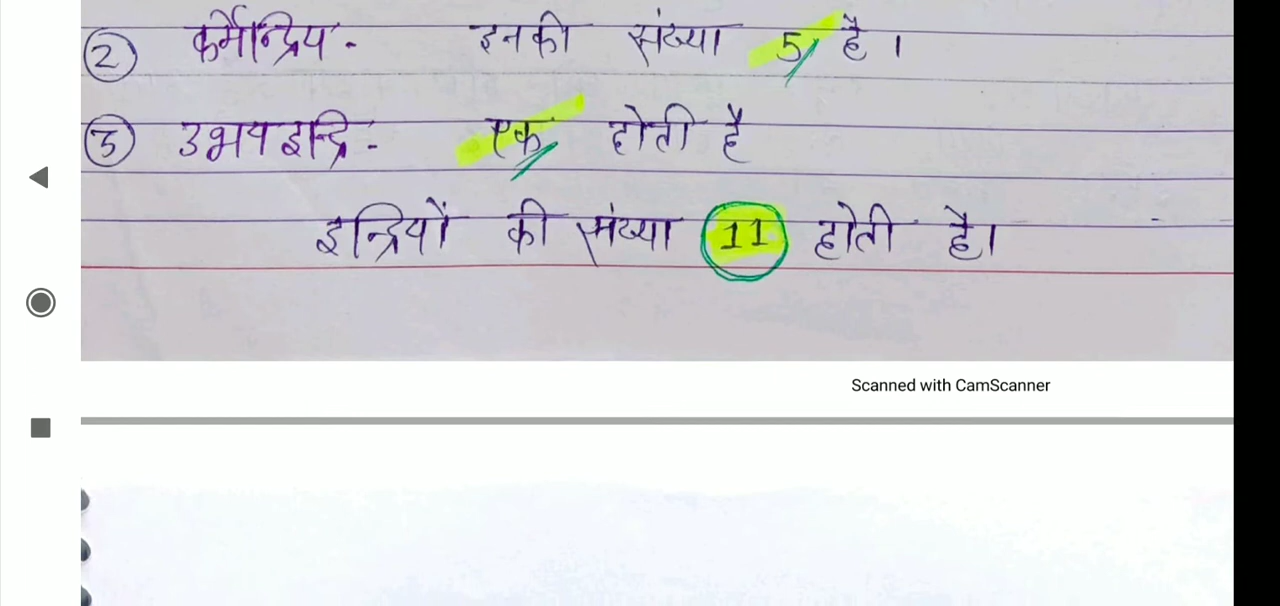 ② कर्मेन्द्रिय - इनकी संख्या 5 है ।
③ उभयइन्द्रि - एक होती है
इन्द्रियों की संख्या 11 होती है।
Scanned with CamScanner